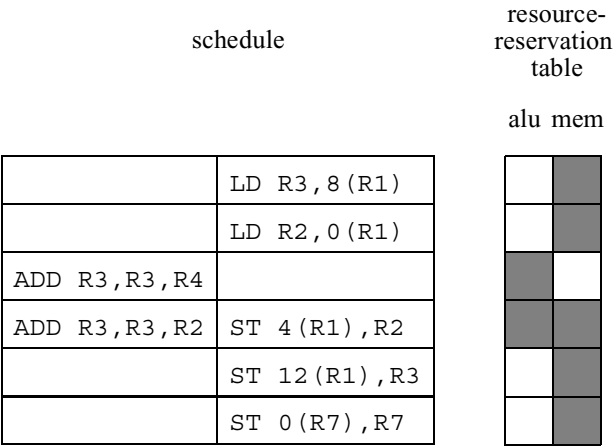 schedule
resource-
reservation
table
alu mem
LD R3,8(R1)
LD R2,0(R1)
ADD R3,R3,R4
ADD R3,R3,R2 ST 4(R1),R2
ST 12(R1),R3
ST 0(R7),R7